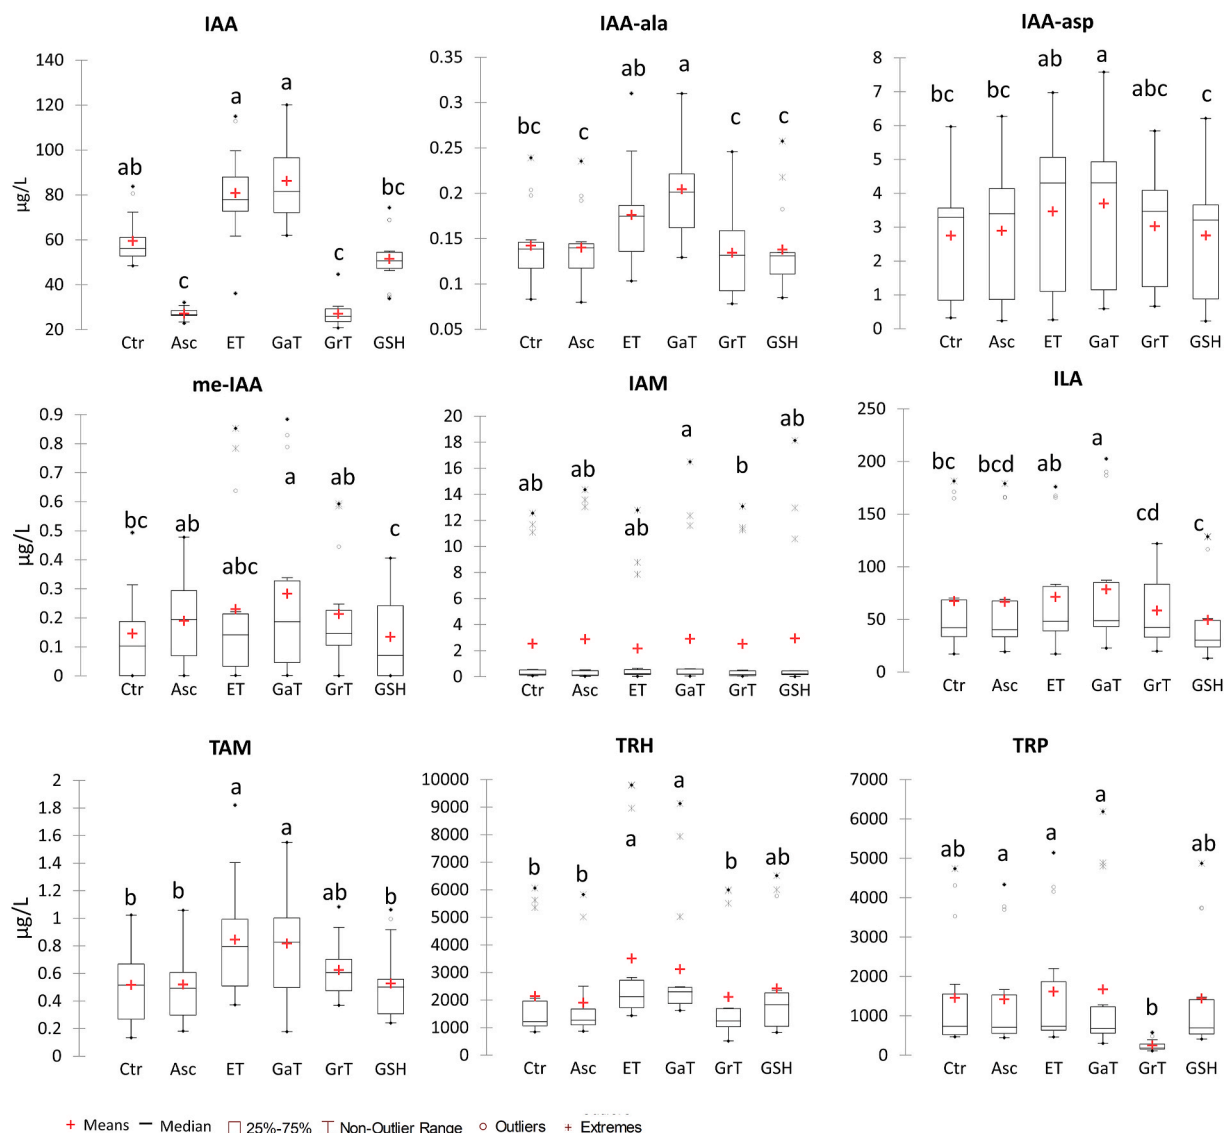 IAA IAA-ala IAA-asp
µg/L
140 120 100 80 60 40 20
ab c a a c bc
Ctr Asc ET GaT GrT GSH
0.35 0.3 0.25 0.2 0.15 0.1 0.05
bc c ab a c c
Ctr Asc ET GaT GrT GSH
8 7 6 5 4 3 2 1 0
bc bc ab a abc c
Ctr Asc ET GaT GrT GSH
me-IAA IAM ILA
µg/L
0.9 0.8 0.7 0.6 0.5 0.4 0.3 0.2 0.1 0
bc ab abc a ab c
Ctr Asc ET GaT GrT GSH
20 18 16 14 12 10 8 6 4 2 0
ab ab ab a b ab
Ctr Asc ET GaT GrT GSH
250 200 150 100 50 0
bc bcd ab a cd c
Ctr Asc ET GaT GrT GSH
TAM TRH TRP
µg/L
2 1.8 1.6 1.4 1.2 1 0.8 0.6 0.4 0.2 0
b b a a ab b
Ctr Asc ET GaT GrT GSH
10000 9000 8000 7000 6000 5000 4000 3000 2000 1000 0
b b a a b ab
Ctr Asc ET GaT GrT GSH
7000 6000 5000 4000 3000 2000 1000 0
ab a a a b ab
Ctr Asc ET GaT GrT GSH
Means Median 25%-75% Non-Outlier Range Outliers Extremes